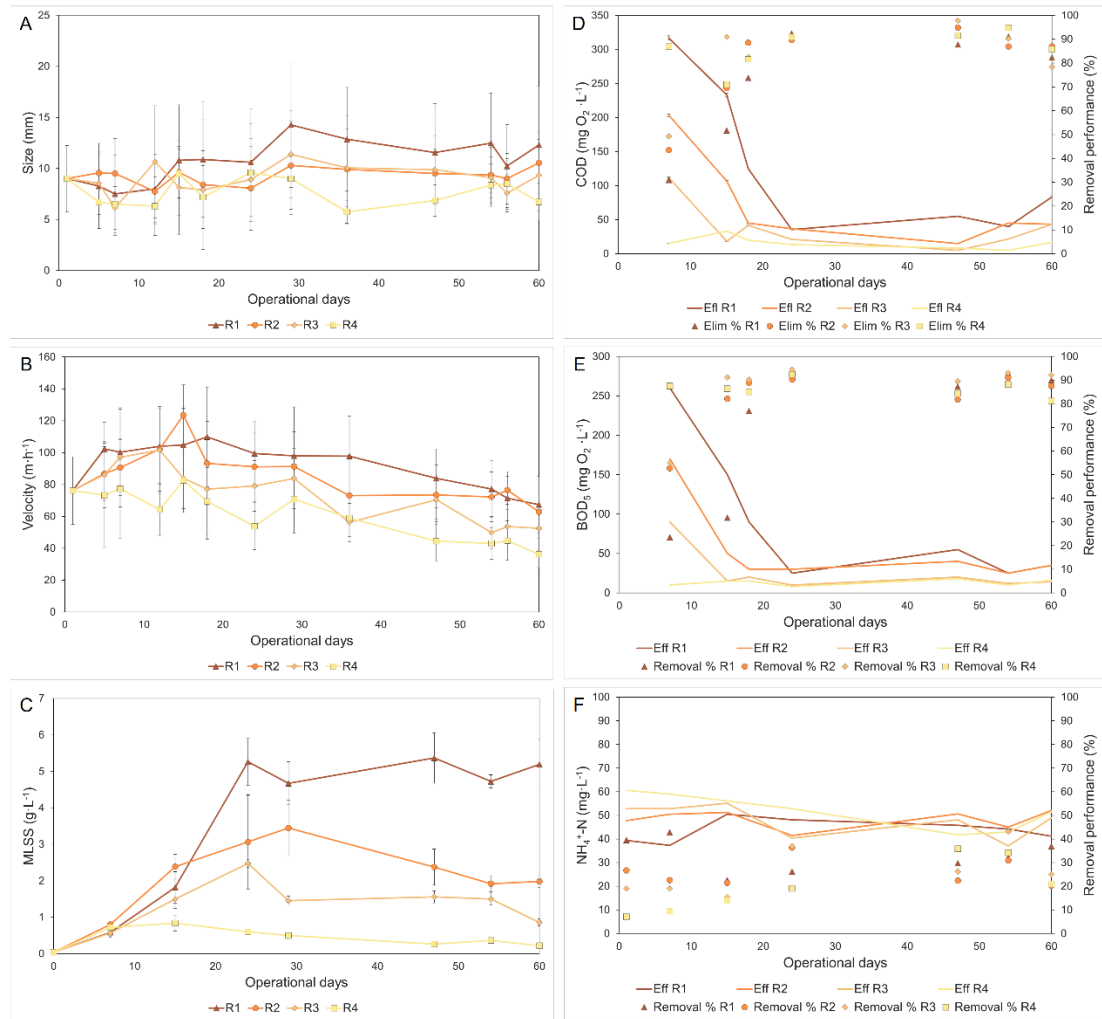 A
25
20
15
10
5
0
Size (mm)
0 10 20 30 40 50 60
Operational days
R1 R2 R3 R4
B
160
140
120
100
80
60
40
20
0
Velocity (m·h⁻¹)
0 10 20 30 40 50 60
Operational days
R1 R2 R3 R4
C
7
6
5
4
3
2
1
0
MLSS (g·L⁻¹)
0 10 20 30 40 50 60
Operational days
R1 R2 R3 R4
D
350
300
250
200
150
100
50
0
COD (mg O₂ ·L⁻¹)
100
90
80
70
60
50
40
30
20
10
0
Removal performance (%)
0 10 20 30 40 50 60
Operational days
Efl R1 Efl R2 Efl R3 Efl R4
Elim % R1 Elim % R2 Elim % R3 Elim % R4
E
300
250
200
150
100
50
0
BOD₅ (mg O₂ ·L⁻¹)
100
90
80
70
60
50
40
30
20
10
0
Removal performance (%)
0 10 20 30 40 50 60
Operational days
Eff R1 Eff R2 Eff R3 Eff R4
Removal % R1 Removal % R2 Removal % R3 Removal % R4
F
100
90
80
70
60
50
40
30
20
10
0
NH₄⁺-N (mg·L⁻¹)
100
90
80
70
60
50
40
30
20
10
0
Removal performance (%)
0 10 20 30 40 50 60
Operational days
Eff R1 Eff R2 Eff R3 Eff R4
Removal % R1 Removal % R2 Removal % R3 Removal % R4